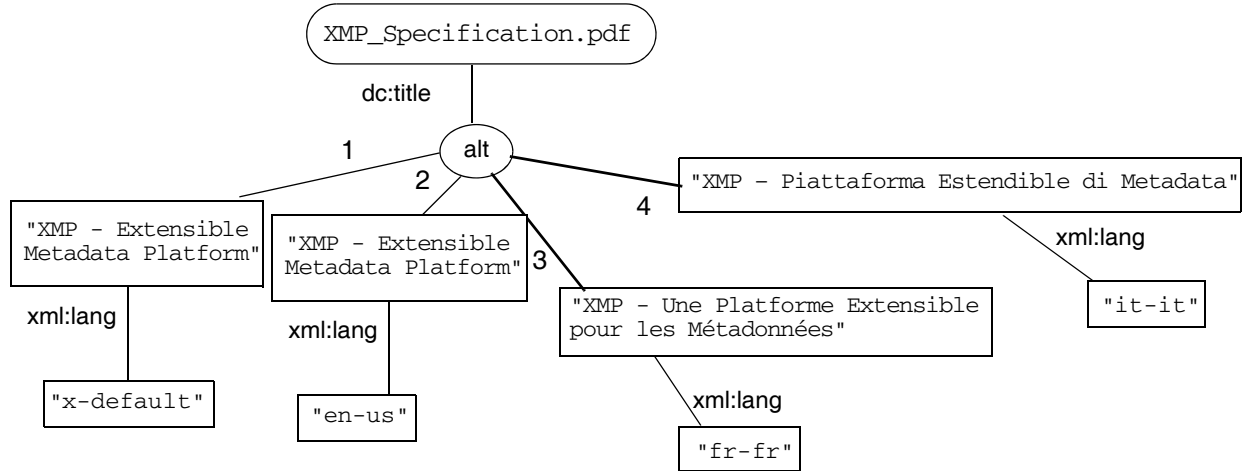 XMP_Specification.pdf
dc:title
alt
1
2
3
4
"XMP - Extensible
Metadata Platform"
xml:lang
"x-default"
"XMP - Extensible
Metadata Platform"
xml:lang
"en-us"
"XMP - Une Platforme Extensible
pour les Métadonnées"
xml:lang
"fr-fr"
"XMP – Piattaforma Estendible di Metadata"
xml:lang
"it-it"